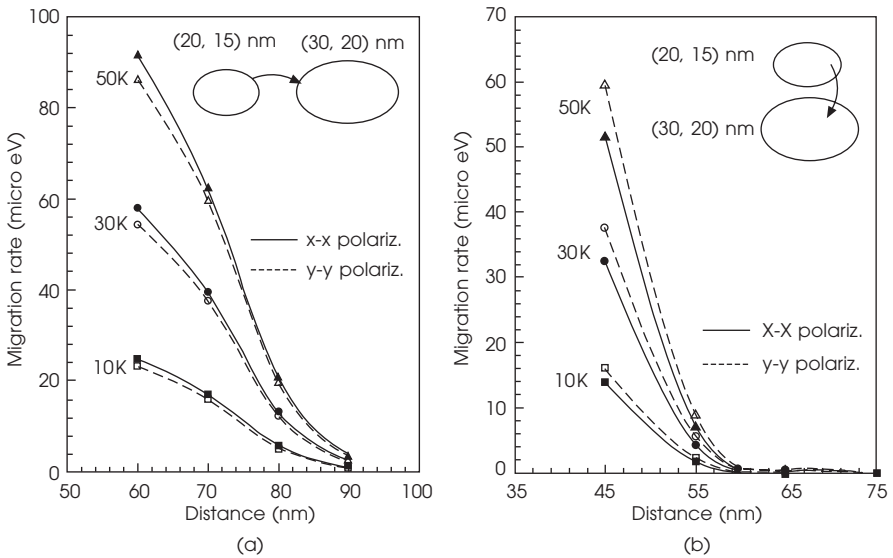 100
80
60
40
20
0
50 60 70 80 90 100
Migration rate (micro eV)
Distance (nm)
(20, 15) nm (30, 20) nm
50K
30K
10K
x-x polariz.
y-y polariz.
(a)
70
60
50
40
30
20
10
0
35 45 55 65 75
Migration rate (micro eV)
Distance (nm)
(20, 15) nm
(30, 20) nm
50K
30K
10K
X-X polariz.
y-y polariz.
(b)